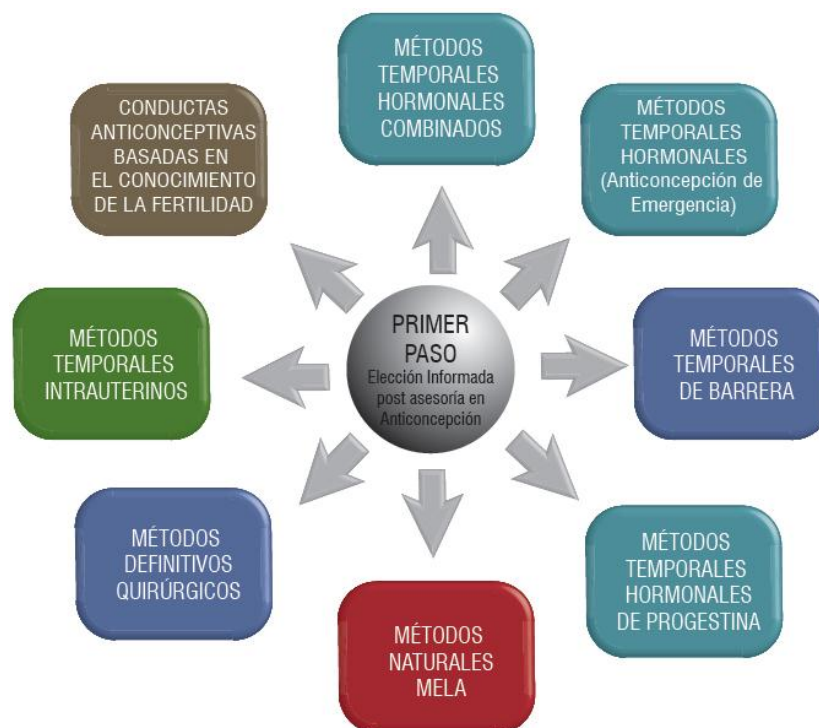 MÉTODOS
TEMPORALES
HORMONALES
COMBINADOS
CONDUCTAS
ANTICONCEPTIVAS
BASADAS EN
EL CONOCIMIENTO
DE LA FERTILIDAD
MÉTODOS
TEMPORALES
HORMONALES
(Anticoncepción de
Emergencia)
MÉTODOS
TEMPORALES
INTRAUTERINOS
PRIMER
PASO
Elección Informada
post asesoría en
Anticoncepción
MÉTODOS
TEMPORALES
DE BARRERA
MÉTODOS
DEFINITIVOS
QUIRÚRGICOS
MÉTODOS
NATURALES
MELA
MÉTODOS
TEMPORALES
HORMONALES
DE PROGESTINA